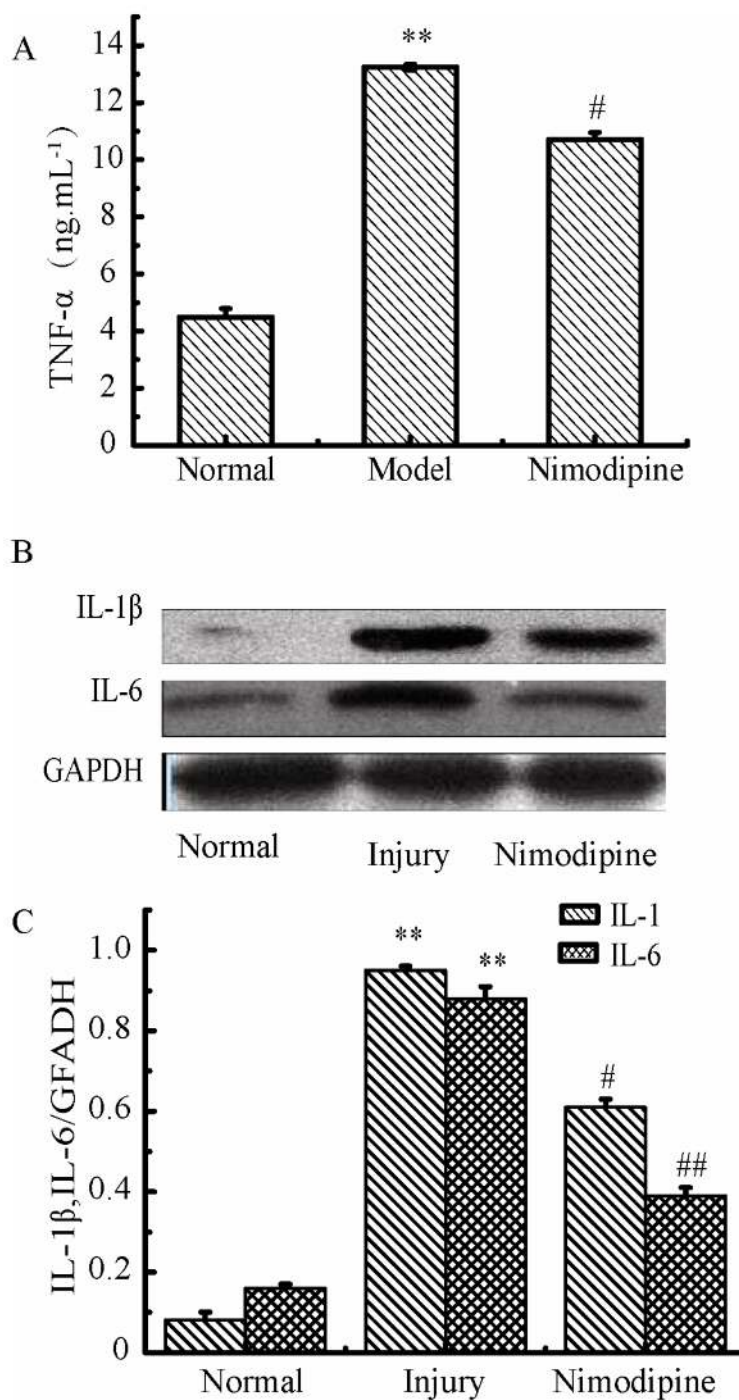 A
**
#
TNF-α (ng.mL⁻¹)
14
12
10
8
6
4
2
0
Normal Model Nimodipine
B
IL-1β
IL-6
GAPDH
Normal Injury Nimodipine
C
IL-1
IL-6
**
**
#
##
IL-1β,IL-6/GFADH
1.0
0.8
0.6
0.4
0.2
0
Normal Injury Nimodipine